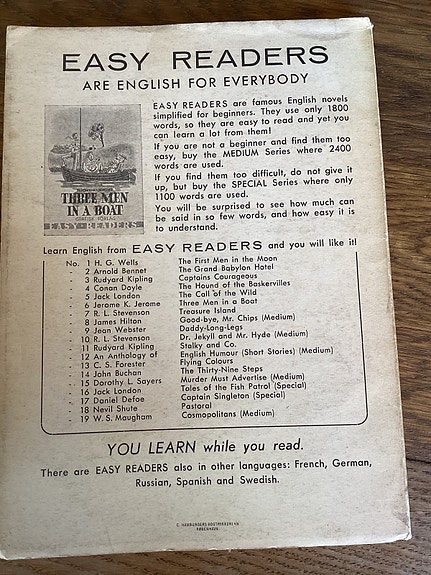 EASY READERS
ARE ENGLISH FOR EVERYBODY
THREE MEN
IN A BOAT
EASY-READERS
EASY READERS are famous English novels
simplified for beginners. They use only 1800
words, so they are easy to read and yet you
can learn a lot from them!
If you are not a beginner and find them too
easy, buy the MEDIUM Series where 2400
words are used.
If you find them too difficult, do not give it
up, but buy the SPECIAL Series where only
1100 words are used.
You will be surprised to see how much can
be said in so few words, and how easy it is
to understand.
Learn English from EASY READERS and you will like it!
No. 1 H. G. Wells The First Men in the Moon
- 2 Arnold Bennet The Grand Babylon Hotel
- 3 Rudyard Kipling Captains Courageous
- 4 Conan Doyle The Hound of the Baskervilles
- 5 Jack London The Call of the Wild
- 6 Jerome K. Jerome Three Men in a Boat
- 7 R. L. Stevenson Treasure Island
- 8 James Hilton Good-bye, Mr. Chips (Medium)
- 9 Jean Webster Daddy-Long-Legs
- 10 R. L. Stevenson Dr. Jekyll and Mr. Hyde (Medium)
- 11 Rudyard Kipling Stalky and Co.
- 12 An Anthology of English Humour (Short Stories) (Medium)
- 13 C. S. Forester Flying Colours
- 14 John Buchan The Thirty-Nine Steps
- 15 Dorothy L. Sayers Murder Must Advertise (Medium)
- 16 Jack London Tales of the Fish Patrol (Special)
- 17 Daniel Defoe Captain Singleton (Special)
- 18 Nevil Shute Pastoral
- 19 W. S. Maugham Cosmopolitans (Medium)
YOU LEARN while you read.
There are EASY READERS also in other languages: French, German,
Russian, Spanish and Swedish.